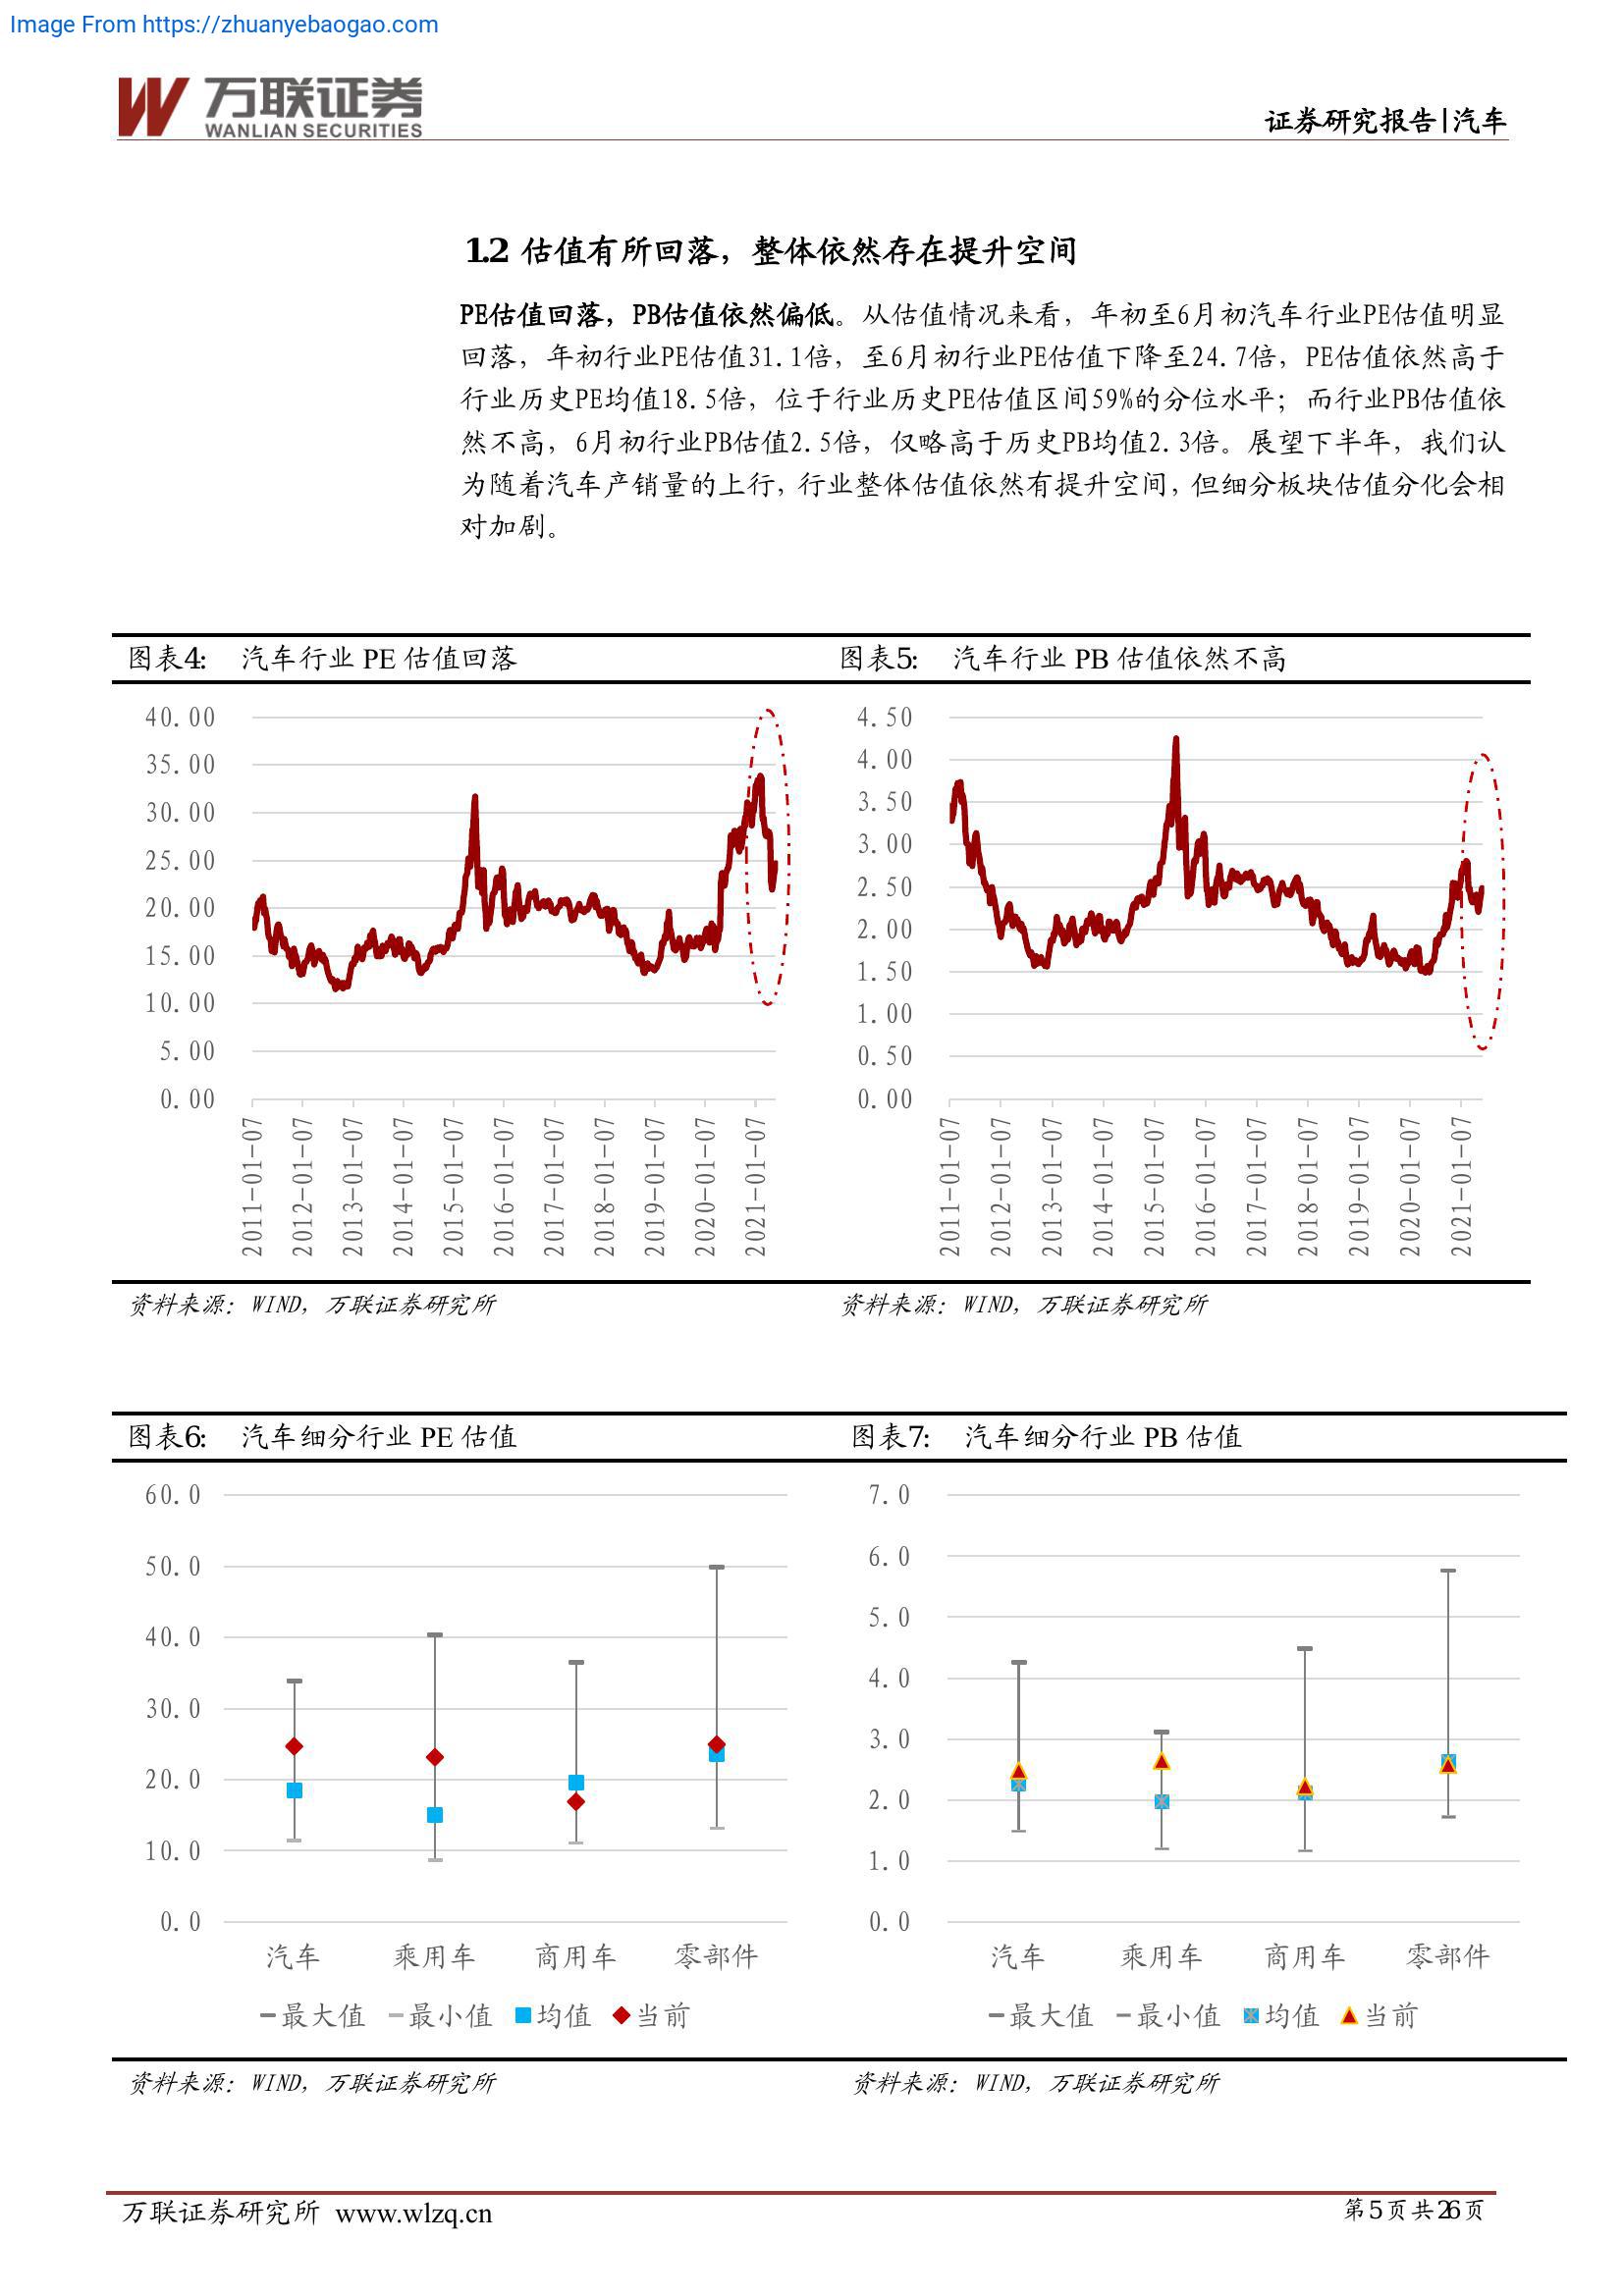 Image From https://zhuanyebaogao.com
万联证券
WANLIAN SECURITIES
证券研究报告|汽车
1.2 估值有所回落，整体依然存在提升空间
PE估值回落，PB估值依然偏低。从估值情况来看，年初至6月初汽车行业PE估值明显
回落，年初行业PE估值31.1倍，至6月初行业PE估值下降至24.7倍，PE估值依然高于
行业历史PE均值18.5倍，位于行业历史PE估值区间59%的分位水平；而行业PB估值依
然不高，6月初行业PB估值2.5倍，仅略高于历史PB均值2.3倍。展望下半年，我们认
为随着汽车产销量的上行，行业整体估值依然有提升空间，但细分板块估值分化会相
对加剧。
图表4： 汽车行业 PE 估值回落
40.00
35.00
30.00
25.00
20.00
15.00
10.00
5.00
0.00
2011-01-07
2012-01-07
2013-01-07
2014-01-07
2015-01-07
2016-01-07
2017-01-07
2018-01-07
2019-01-07
2020-01-07
2021-01-07
资料来源：WIND，万联证券研究所
图表5： 汽车行业 PB 估值依然不高
4.50
4.00
3.50
3.00
2.50
2.00
1.50
1.00
0.50
0.00
2011-01-07
2012-01-07
2013-01-07
2014-01-07
2015-01-07
2016-01-07
2017-01-07
2018-01-07
2019-01-07
2020-01-07
2021-01-07
资料来源：WIND，万联证券研究所
图表6： 汽车细分行业 PE 估值
60.0
50.0
40.0
30.0
20.0
10.0
0.0
汽车 乘用车 商用车 零部件
最大值 最小值 均值 当前
资料来源：WIND，万联证券研究所
图表7： 汽车细分行业 PB 估值
7.0
6.0
5.0
4.0
3.0
2.0
1.0
0.0
汽车 乘用车 商用车 零部件
最大值 最小值 均值 当前
资料来源：WIND，万联证券研究所
万联证券研究所 www.wlzq.cn
第5页共26页